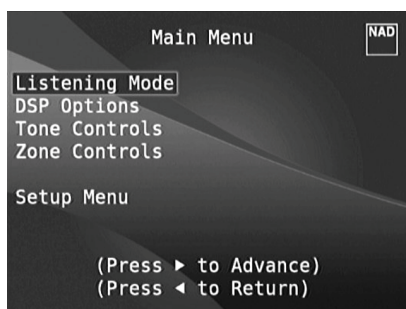 Main Menu
NAD
Listening Mode
DSP Options
Tone Controls
Zone Controls
Setup Menu
(Press ▶ to Advance)
(Press ◀ to Return)